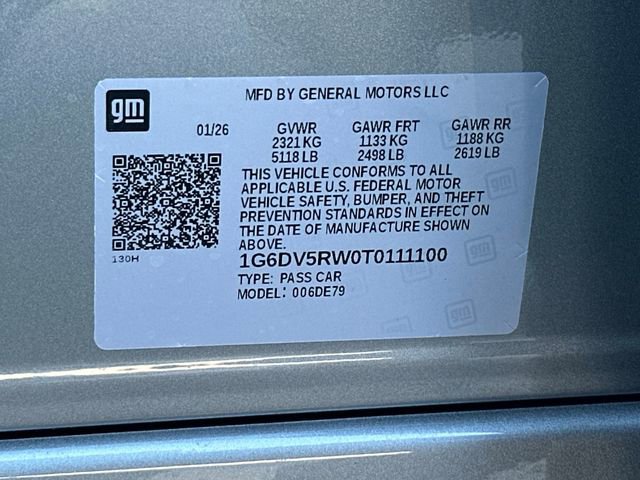 gm
MFD BY GENERAL MOTORS LLC
01/26 GVWR GAWR FRT GAWR RR
2321 KG 1133 KG 1188 KG
5118 LB 2498 LB 2619 LB
THIS VEHICLE CONFORMS TO ALL
APPLICABLE U.S. FEDERAL MOTOR
VEHICLE SAFETY, BUMPER, AND THEFT
PREVENTION STANDARDS IN EFFECT ON
THE DATE OF MANUFACTURE SHOWN
ABOVE.
130H
1G6DV5RW0T0111100
TYPE: PASS CAR
MODEL: 006DE79